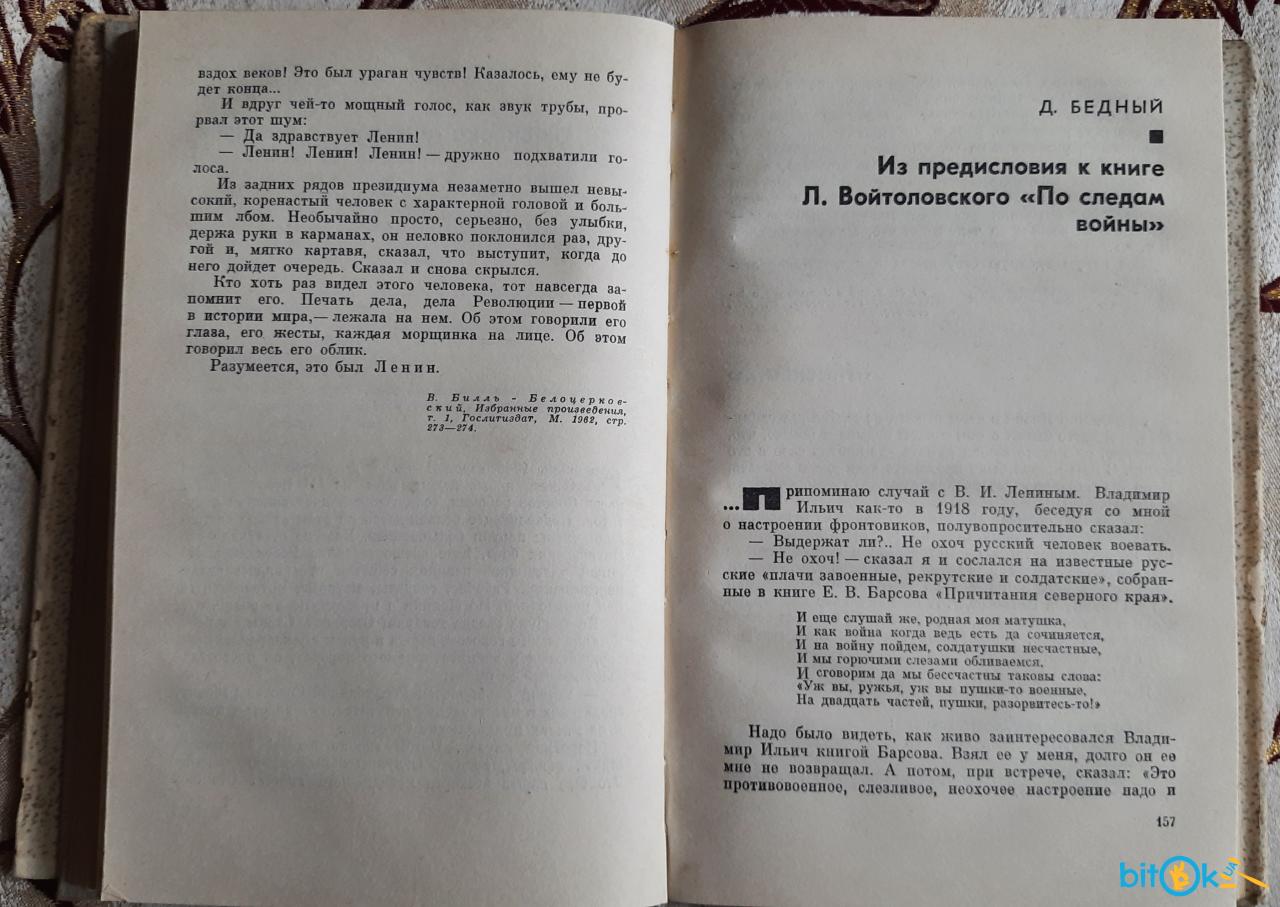 вздох веков! Это был ураган чувств! Казалось, ему не бу-
дет конца...
И вдруг чей-то мощный голос, как звук трубы, про-
рвал этот шум:
— Да здравствует Ленин!
— Ленин! Ленин! Ленин! — дружно подхватили го-
лоса.
Из задних рядов президиума незаметно вышел невы-
сокий, коренастый человек с характерной головой и боль-
шим лбом. Необычайно просто, серьезно, без улыбки,
держа руки в карманах, он неловко поклонился раз, дру-
гой и, мягко картавя, сказал, что выступит, когда до
него дойдет очередь. Сказал и снова скрылся.
Кто хоть раз видел этого человека, тот навсегда за-
помнит его. Печать дела, дела Революции — первой
в истории мира,— лежала на нем. Об этом говорили его
глаза, его жесты, каждая морщинка на лице. Об этом
говорил весь его облик.
Разумеется, это был Ленин.
В. Билль-Белоцерков-
ский, Избранные произведения,
т. 1, Гослитиздат, М. 1962, стр.
273—274.
Д. БЕДНЫЙ
Из предисловия к книге
Л. Войтоловского «По следам
войны»
...Припоминаю случай с В. И. Лениным. Владимир
Ильич как-то в 1918 году, беседуя со мной
о настроении фронтовиков, полувопросительно сказал:
— Выдержат ли?.. Не охоч русский человек воевать.
— Не охоч! — сказал я и сослался на известные рус-
ские «плачи завоенные, рекрутские и солдатские», собран-
ные в книге Е. В. Барсова «Причитания северного края».
И еще слушай же, родная моя матушка,
И как война когда ведь есть да сочиняется,
И на войну пойдем, солдатушки несчастные,
И мы горючими слезами обливаемся,
И сговорим да мы бессчастны таковы слова:
«Уж вы, ружья, уж вы пушки-то военные,
На двадцать частей, пушки, разорвитесь-то!»
Надо было видеть, как живо заинтересовался Влади-
мир Ильич книгой Барсова. Взял ее у меня, долго он ее
мне не возвращал. А потом, при встрече, сказал: «Это
противовоенное, слезливое, неохочее настроение надо и
157
bitOk.UA